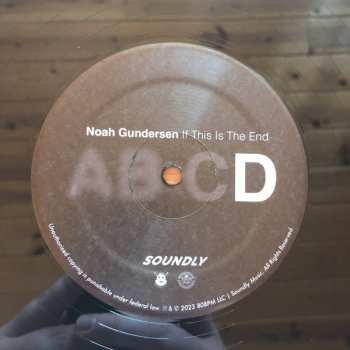 Noah Gundersen If This Is The End
ABCD
SOUNDLY
Unauthorized copying is punishable under federal law. ℗ & © 2023 808PM LLC | Soundly Music. All Rights Reserved